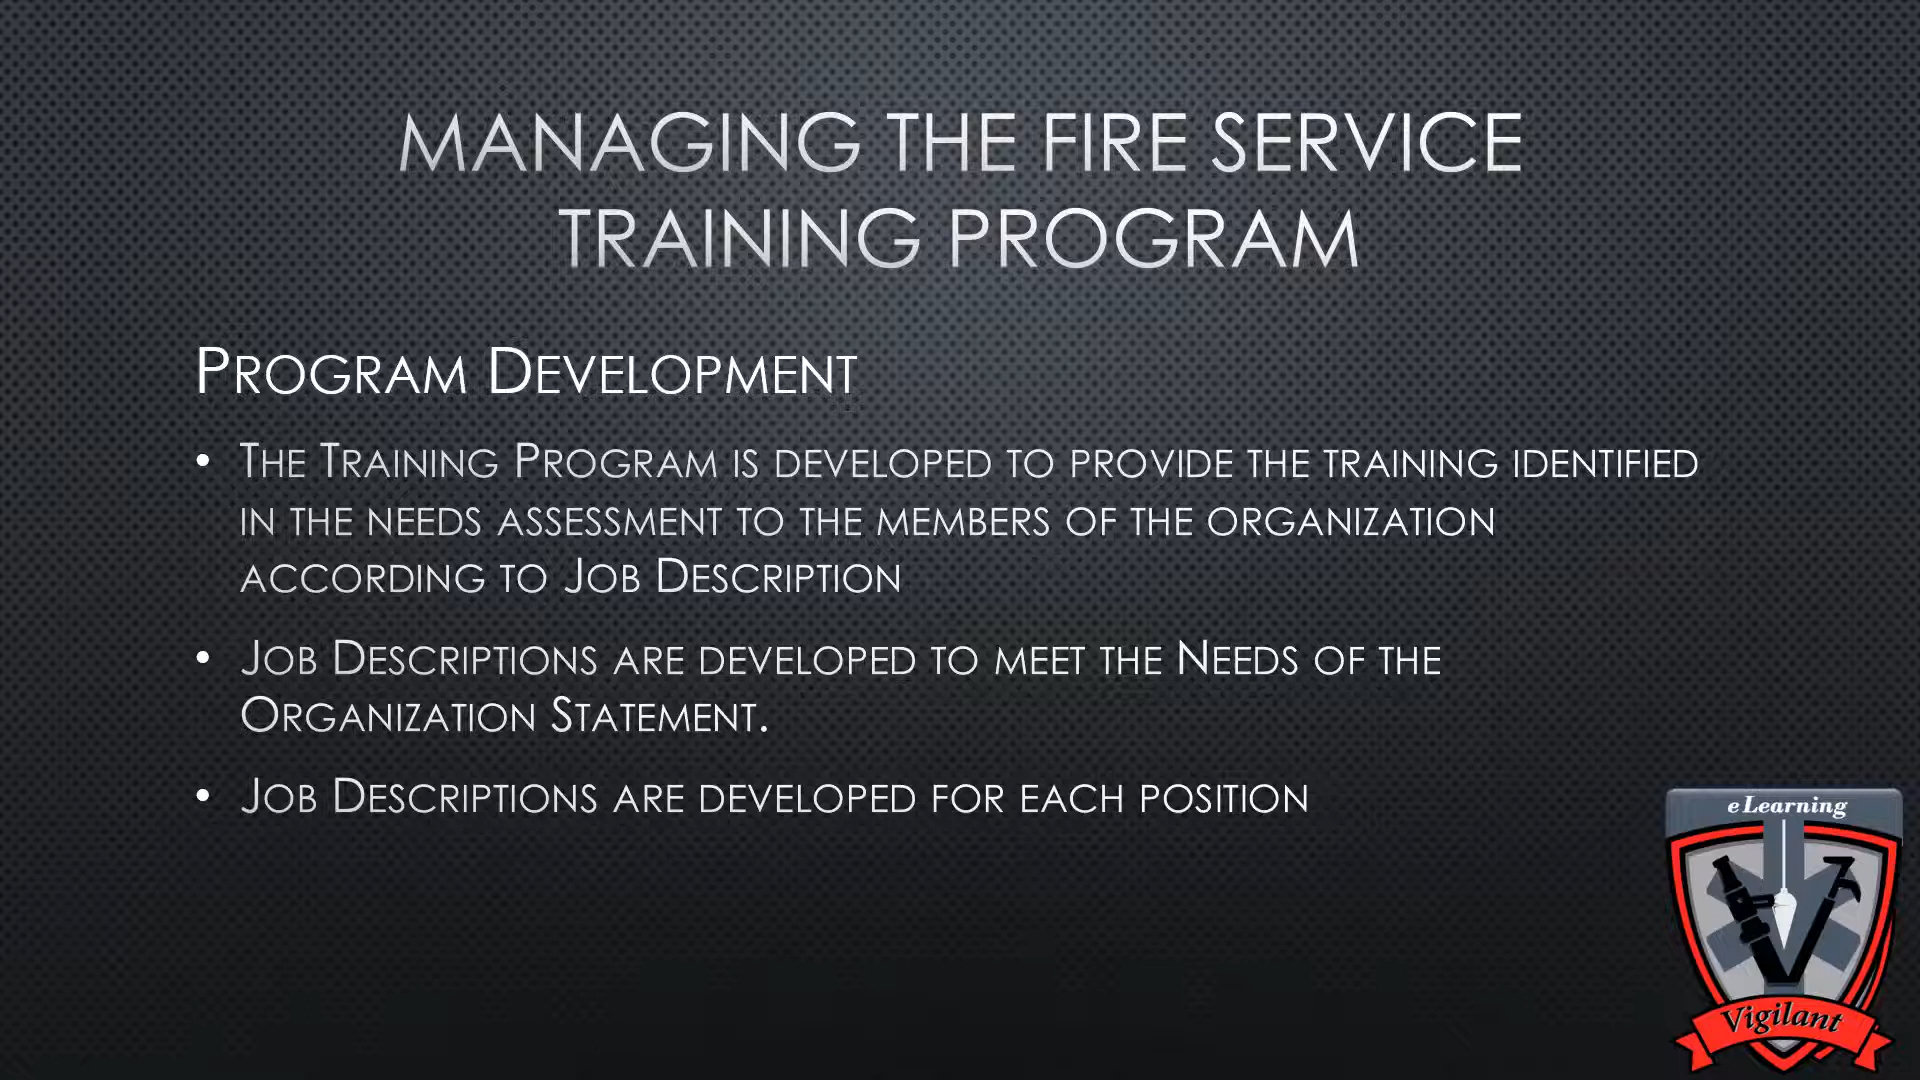 MANAGING THE FIRE SERVICE
TRAINING PROGRAM
PROGRAM DEVELOPMENT
• THE TRAINING PROGRAM IS DEVELOPED TO PROVIDE THE TRAINING IDENTIFIED
IN THE NEEDS ASSESSMENT TO THE MEMBERS OF THE ORGANIZATION
ACCORDING TO JOB DESCRIPTION
• JOB DESCRIPTIONS ARE DEVELOPED TO MEET THE NEEDS OF THE
ORGANIZATION STATEMENT.
• JOB DESCRIPTIONS ARE DEVELOPED FOR EACH POSITION
eLearning
Vigilant